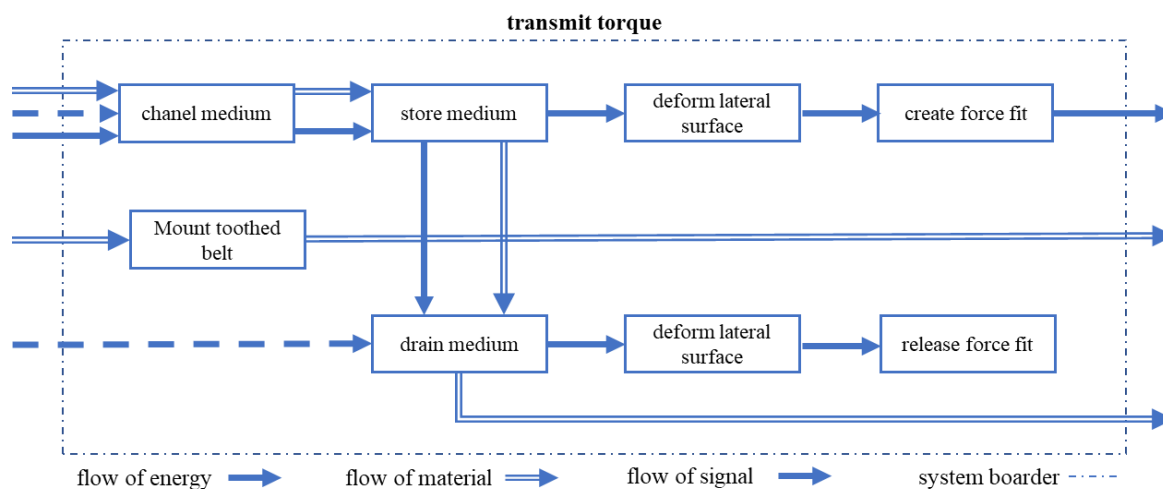 transmit torque
chanel medium
store medium
deform lateral
surface
create force fit
Mount toothed
belt
drain medium
deform lateral
surface
release force fit
flow of energy
flow of material
flow of signal
system boarder